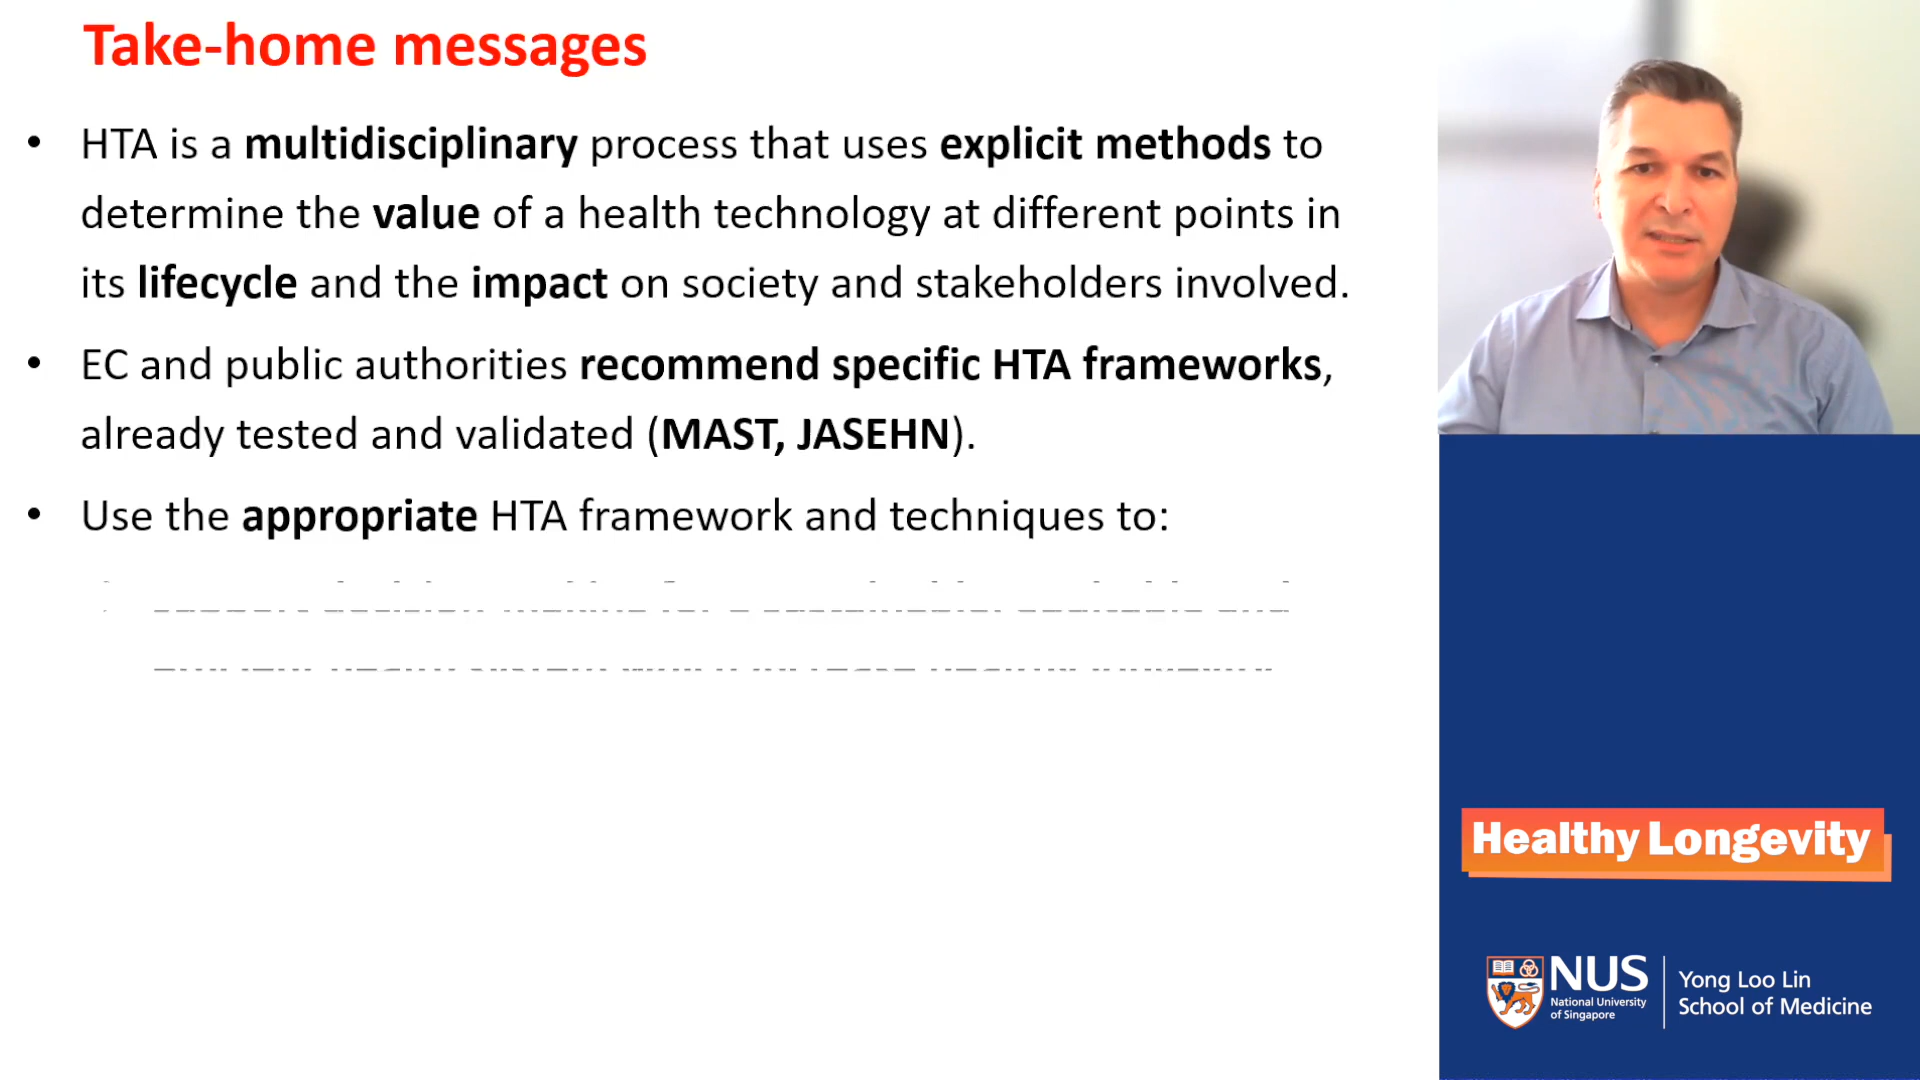 Take-home messages
• HTA is a multidisciplinary process that uses explicit methods to
determine the value of a health technology at different points in
its lifecycle and the impact on society and stakeholders involved.
• EC and public authorities recommend specific HTA frameworks,
already tested and validated (MAST, JASEHN).
• Use the appropriate HTA framework and techniques to:
Healthy Longevity
NUS
National University
of Singapore
Yong Loo Lin
School of Medicine